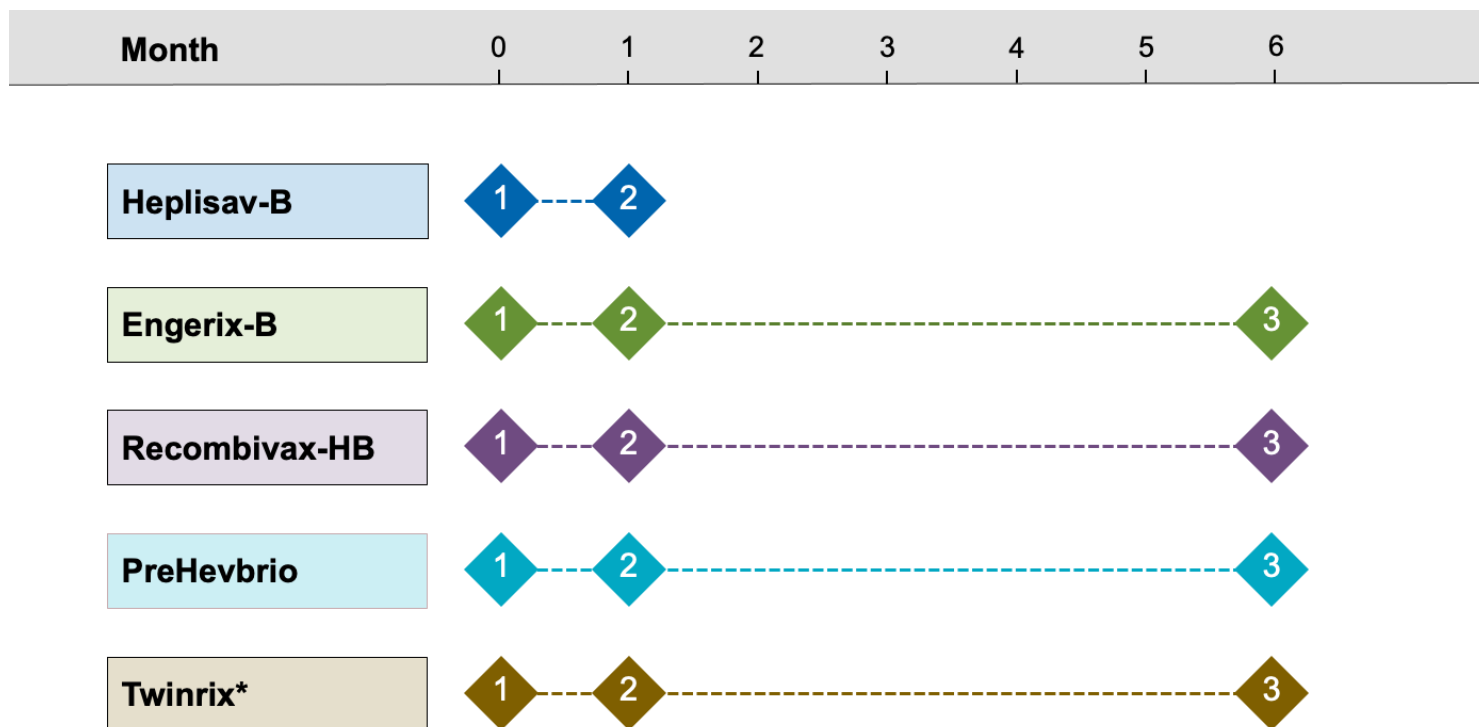 Month 0 1 2 3 4 5 6
Heplisav-B 1 2
Engerix-B 1 2 3
Recombivax-HB 1 2 3
PreHevbrio 1 2 3
Twinrix* 1 2 3